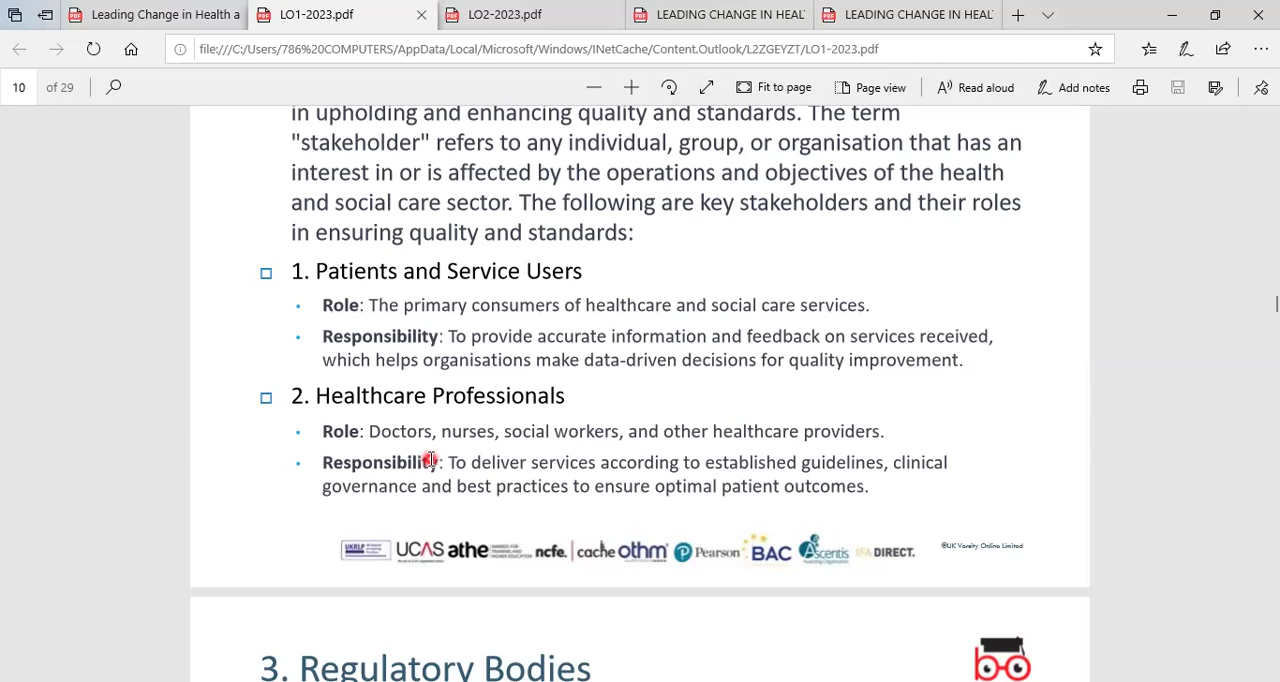 Leading Change in Health a
LO1-2023.pdf
LO2-2023.pdf
LEADING CHANGE IN HEAL
LEADING CHANGE IN HEAL
file:///C:/Users/786%20COMPUTERS/AppData/Local/Microsoft/Windows/INetCache/Content.Outlook/L2ZGEYZT/LO1-2023.pdf
10 of 29
Fit to page
Page view
Read aloud
Add notes
in upholding and enhancing quality and standards. The term
"stakeholder" refers to any individual, group, or organisation that has an
interest in or is affected by the operations and objectives of the health
and social care sector. The following are key stakeholders and their roles
in ensuring quality and standards:
1. Patients and Service Users
Role: The primary consumers of healthcare and social care services.
Responsibility: To provide accurate information and feedback on services received,
which helps organisations make data-driven decisions for quality improvement.
2. Healthcare Professionals
Role: Doctors, nurses, social workers, and other healthcare providers.
Responsibility: To deliver services according to established guidelines, clinical
governance and best practices to ensure optimal patient outcomes.
UKRLP UCAS athe ncfe. cache othm Pearson BAC Ascentis IFA DIRECT.
©UK Varsity Online Limited
3. Regulatory Bodies